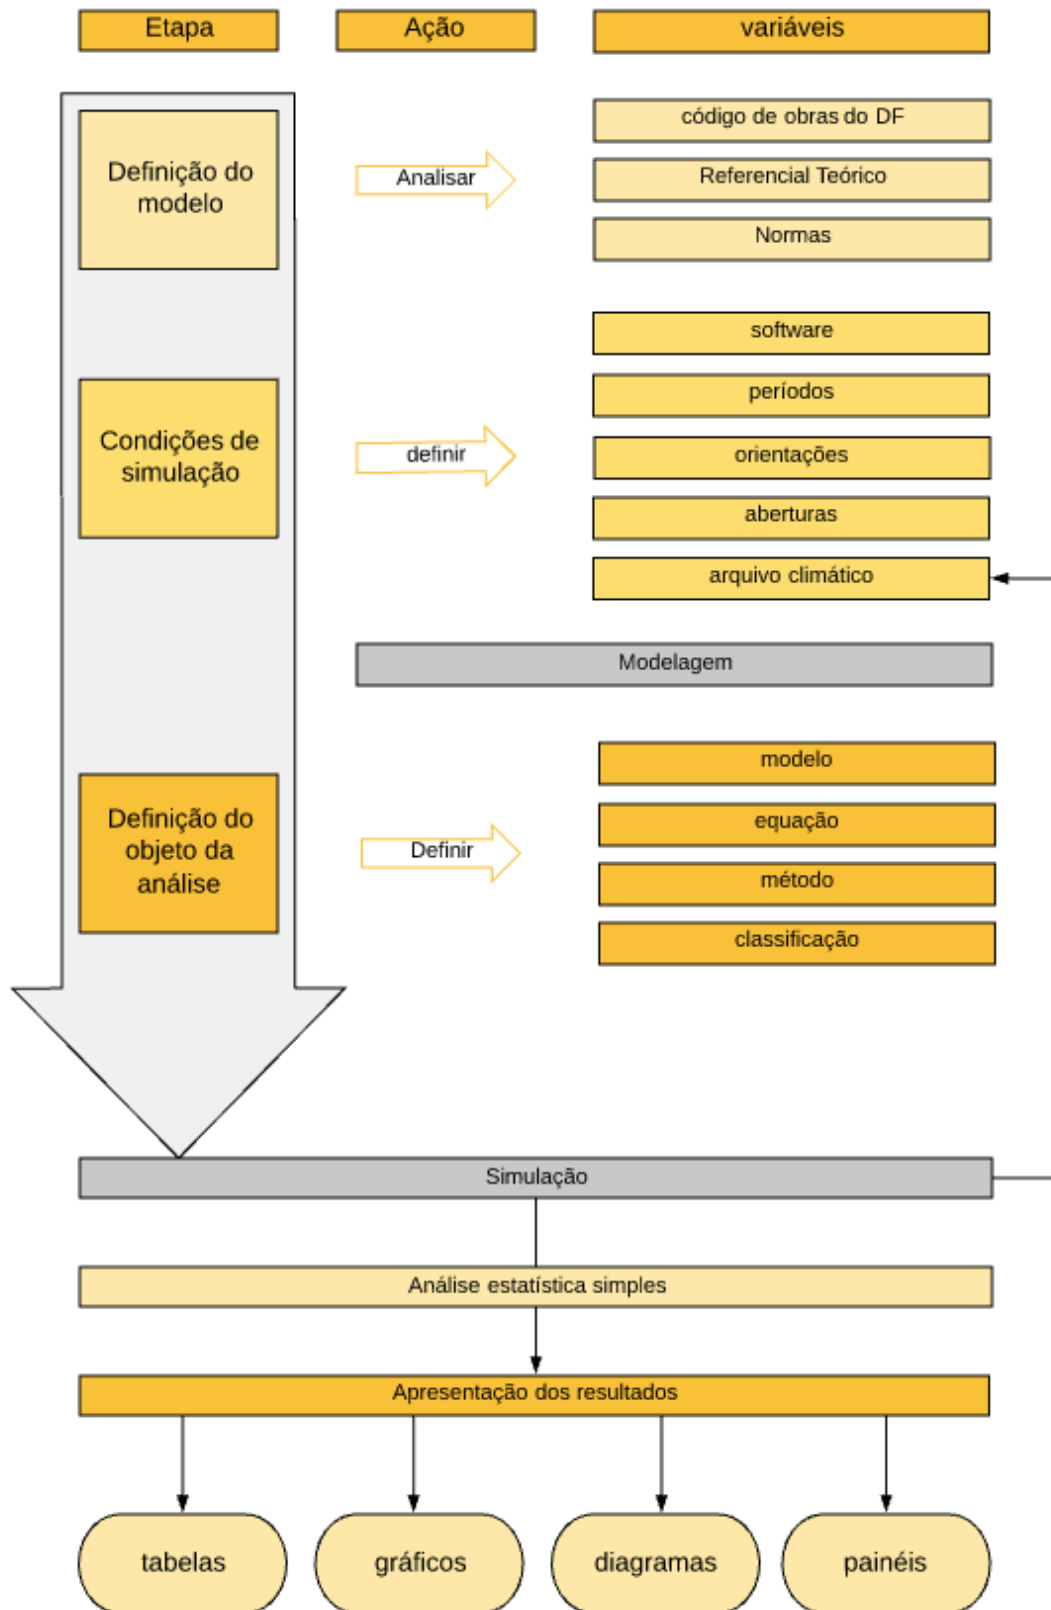 Etapa
Ação
variáveis
Definição do
modelo
Analisar
código de obras do DF
Referencial Teórico
Normas
Condições de
simulação
definir
software
períodos
orientações
aberturas
arquivo climático
Modelagem
Definição do
objeto da
análise
Definir
modelo
equação
método
classificação
Simulação
Análise estatística simples
Apresentação dos resultados
tabelas
gráficos
diagramas
painéis